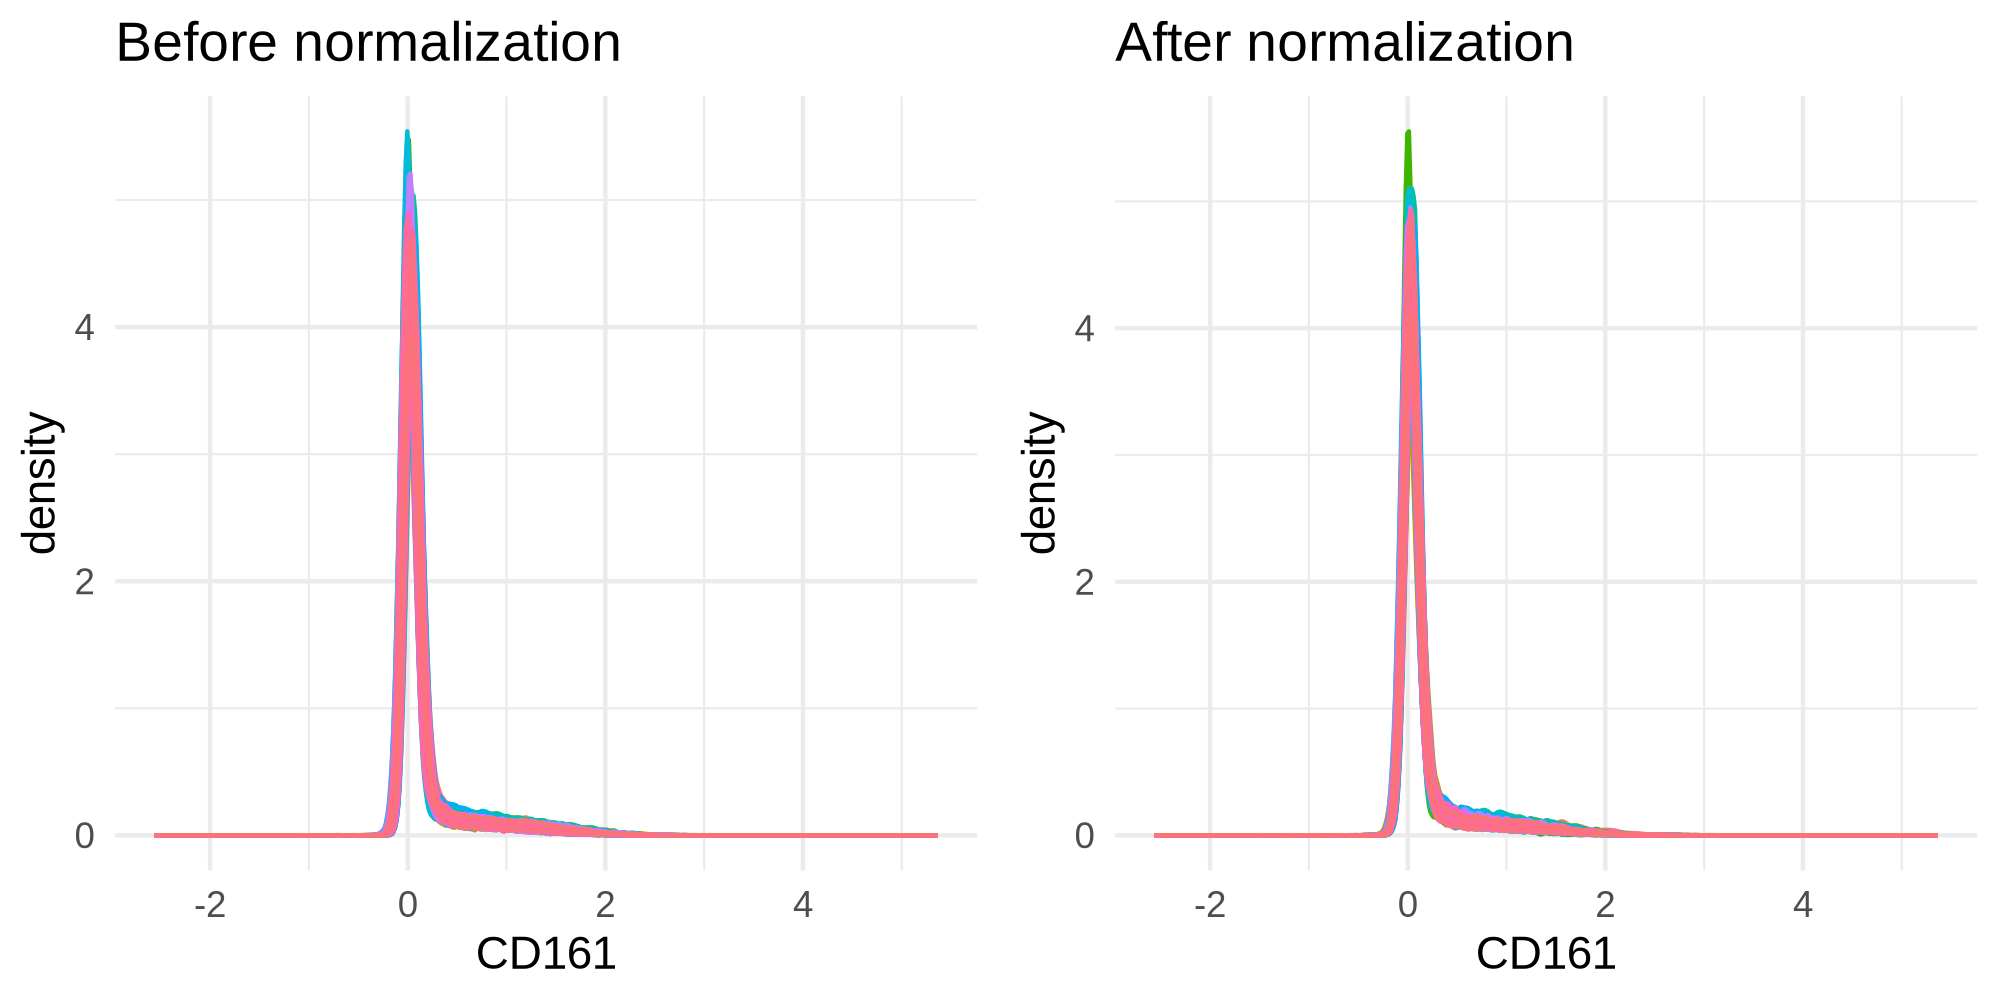 Before normalization
density
4
2
0
-2 0 2 4
CD161
After normalization
density
4
2
0
-2 0 2 4
CD161